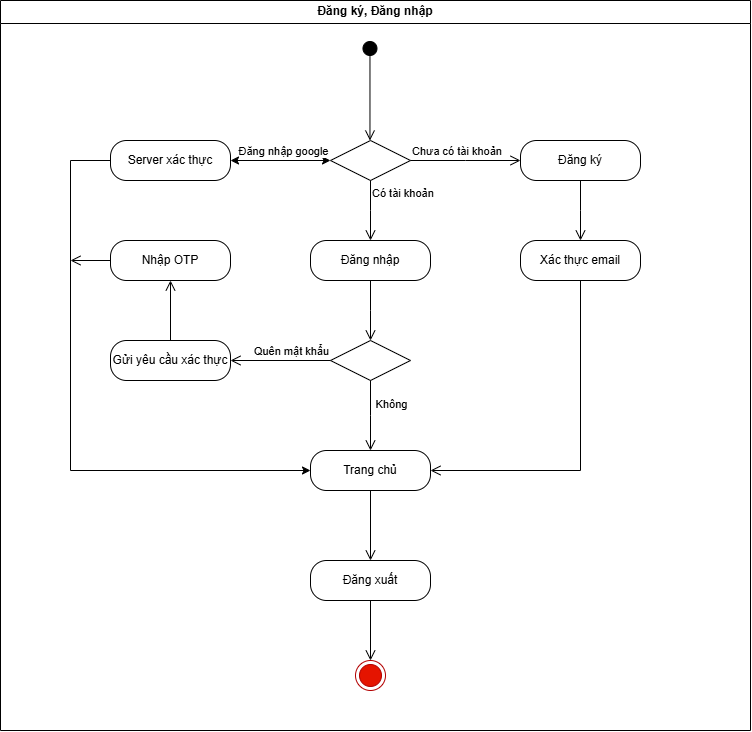 Đăng ký, Đăng nhập
Server xác thực
Đăng nhập google
Chưa có tài khoản
Đăng ký
Có tài khoản
Nhập OTP
Đăng nhập
Xác thực email
Gửi yêu cầu xác thực
Quên mật khẩu
Không
Trang chủ
Đăng xuất